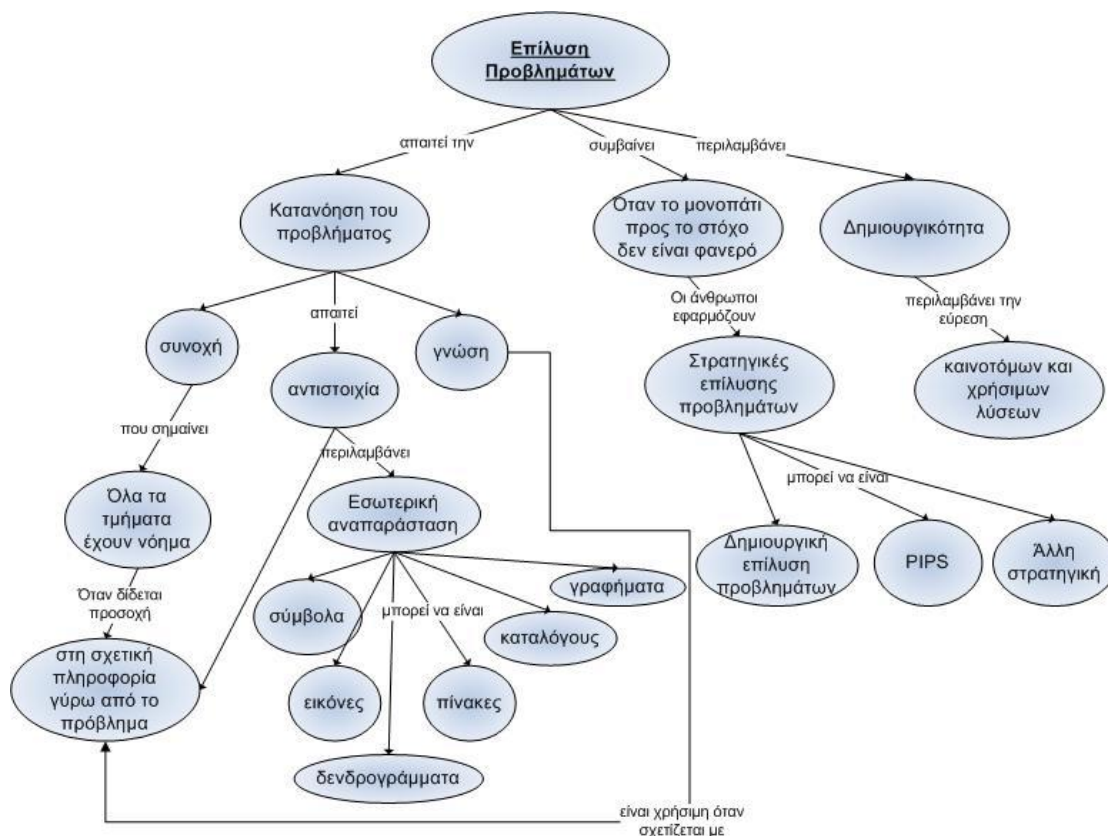 Επίλυση
Προβλημάτων
απαιτεί την
συμβαίνει
περιλαμβάνει
Κατανόηση του
προβλήματος
Όταν το μονοπάτι
προς το στόχο
δεν είναι φανερό
Δημιουργικότητα
απαιτεί
Οι άνθρωποι
εφαρμόζουν
περιλαμβάνει την
εύρεση
συνοχή
αντιστοιχία
γνώση
Στρατηγικές
επίλυσης
προβλημάτων
καινοτόμων και
χρήσιμων
λύσεων
που σημαίνει
περιλαμβάνει
μπορεί να είναι
Όλα τα
τμήματα
έχουν νόημα
Εσωτερική
αναπαράσταση
Δημιουργική
επίλυση
προβλημάτων
PIPS
Άλλη
στρατηγική
Όταν δίδεται
προσοχή
μπορεί να είναι
σύμβολα
γραφήματα
καταλόγους
στη σχετική
πληροφορία
γύρω από το
πρόβλημα
εικόνες
πίνακες
δενδρογράμματα
είναι χρήσιμη όταν
σχετίζεται με